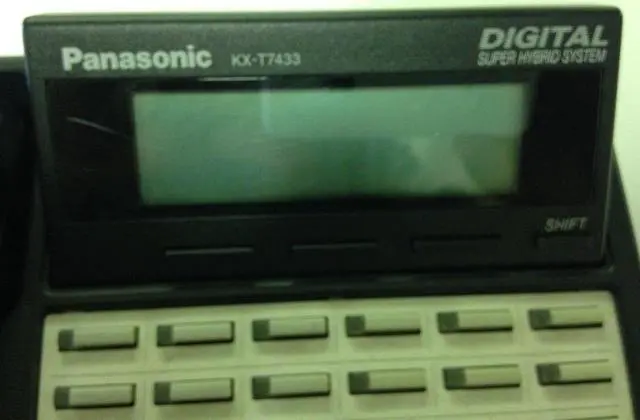 Panasonic KX-T7433
DIGITAL
SUPER HYBRID SYSTEM
SHIFT